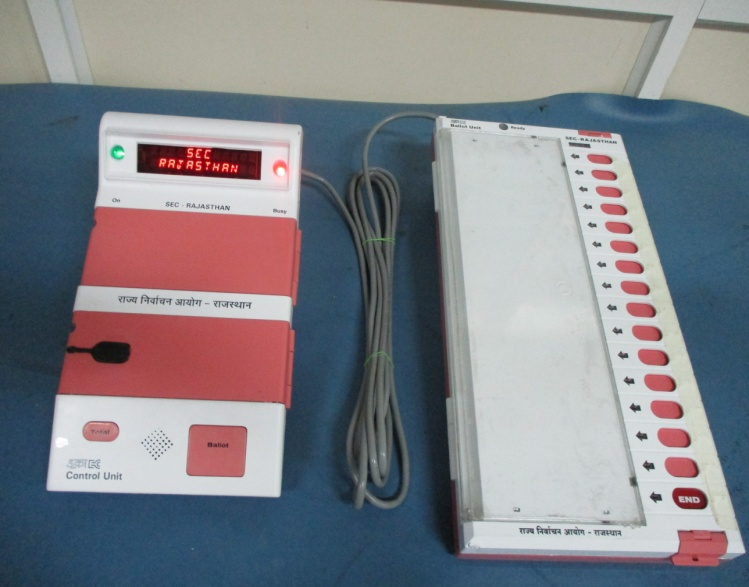 SEC
RAJASTHAN
On
SEC - RAJASTHAN
Busy
राज्य निर्वाचन आयोग - राजस्थान
Ballot
Control Unit
Ballot Unit
Ready
SEC-RAJASTHAN
END
राज्य निर्वाचन आयोग - राजस्थान